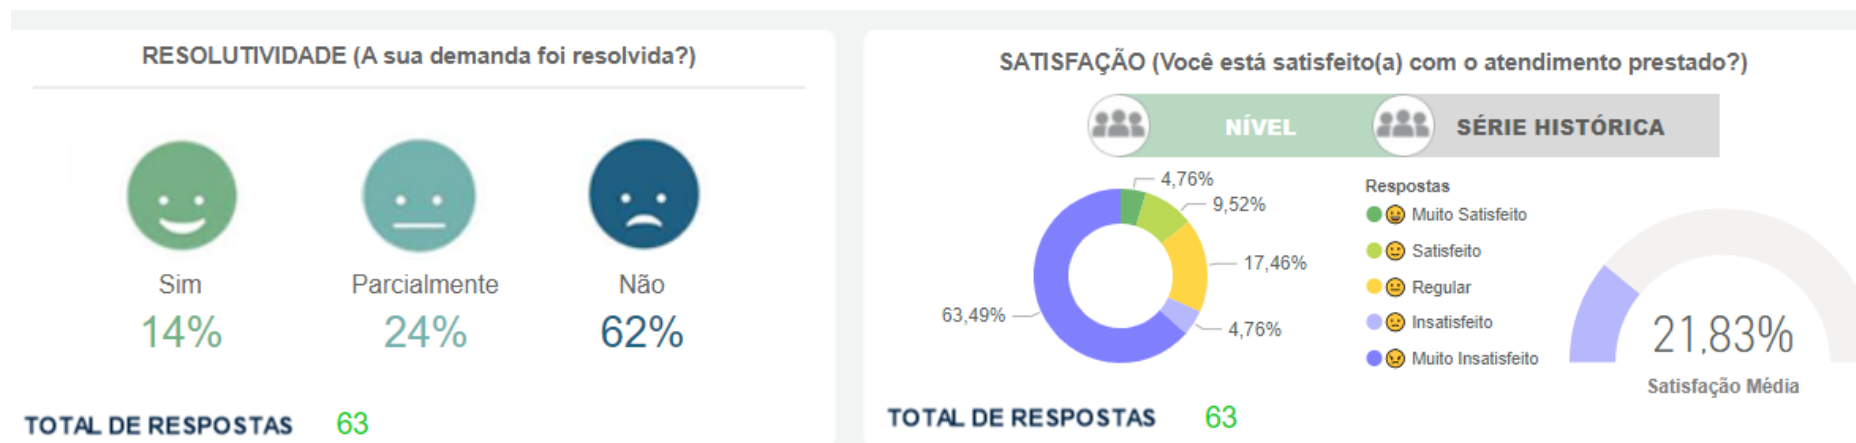 RESOLUTIVIDADE (A sua demanda foi resolvida?)
Sim
Parcialmente
Não
14%
24%
62%
TOTAL DE RESPOSTAS 63
SATISFAÇÃO (Você está satisfeito(a) com o atendimento prestado?)
NÍVEL
SÉRIE HISTÓRICA
4,76%
9,52%
17,46%
4,76%
63,49%
Respostas
Muito Satisfeito
Satisfeito
Regular
Insatisfeito
Muito Insatisfeito
21,83%
Satisfação Média
TOTAL DE RESPOSTAS 63